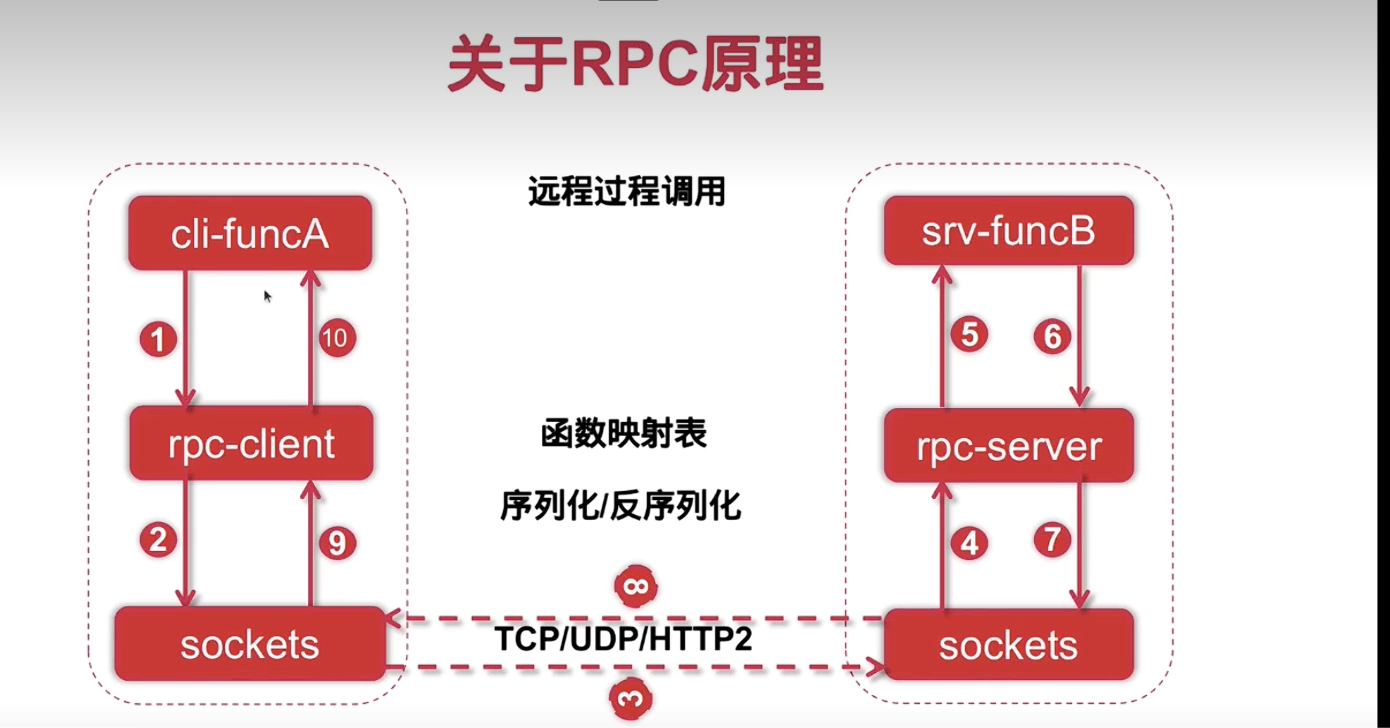 关于RPC原理
远程过程调用
cli-funcA
srv-funcB
1
10
5
6
rpc-client
函数映射表
rpc-server
序列化/反序列化
2
9
4
7
8
sockets
TCP/UDP/HTTP2
sockets
3